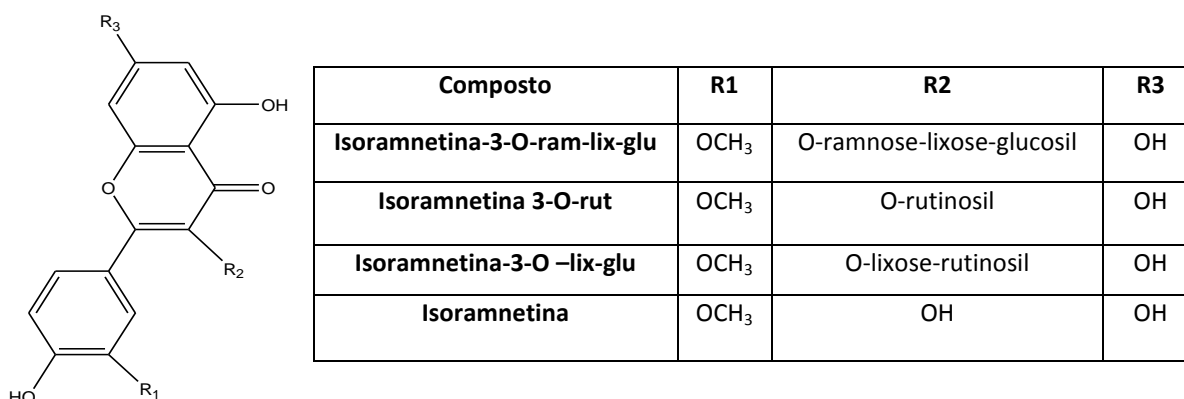 R3
OH
O
O
R2
R1
HO
Composto R1 R2 R3
Isoramnetina-3-O-ram-lix-glu OCH3 O-ramnose-lixose-glucosil OH
Isoramnetina 3-O-rut OCH3 O-rutinosil OH
Isoramnetina-3-O –lix-glu OCH3 O-lixose-rutinosil OH
Isoramnetina OCH3 OH OH